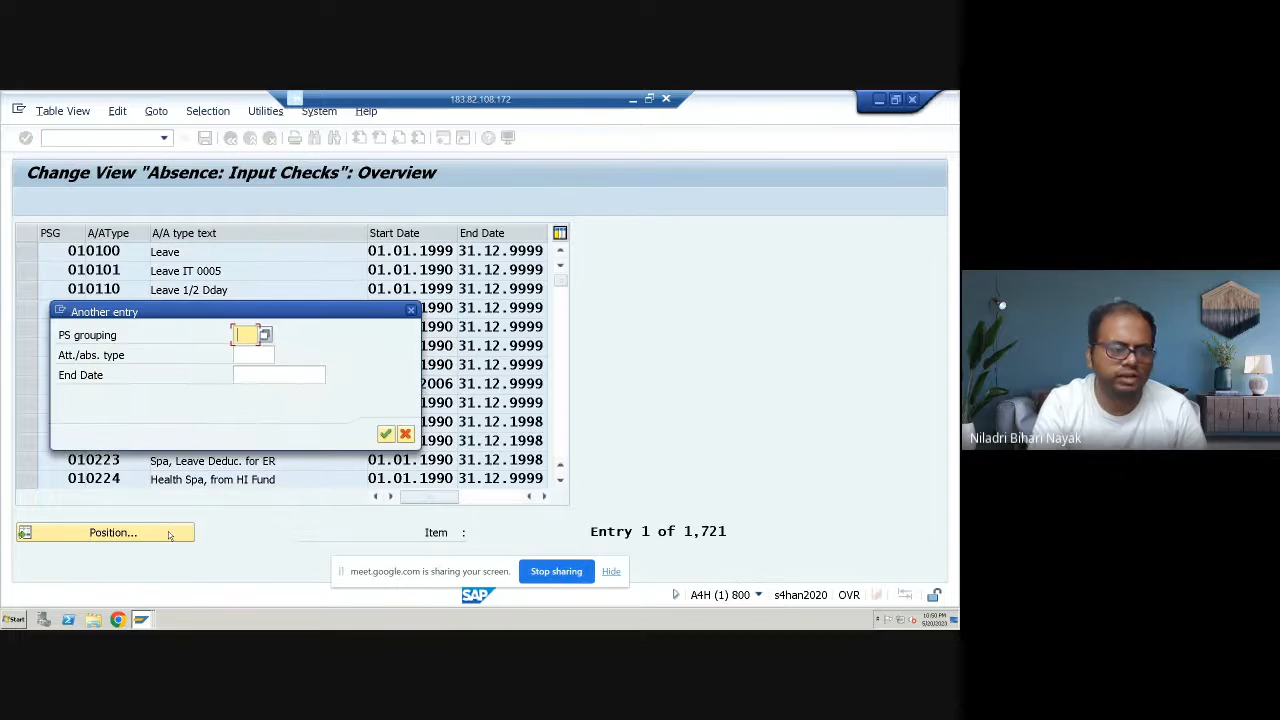 183.82.108.172
Table View Edit Goto Selection Utilities System Help
Change View "Absence: Input Checks": Overview
PSG A/AType A/A type text Start Date End Date
010100 Leave 01.01.1999 31.12.9999
010101 Leave IT 0005 01.01.1990 31.12.9999
010110 Leave 1/2 Dday 01.01.1990 31.12.9999
1990 31.12.9999
1990 31.12.9999
1990 31.12.9999
2006 31.12.9999
1990 31.12.9999
1990 31.12.1998
1990 31.12.1998
010223 Spa, Leave Deduc. for ER 01.01.1990 31.12.1998
010224 Health Spa, from HI Fund 01.01.1990 31.12.9999
Another entry
PS grouping
Att./abs. type
End Date
Position... Item : Entry 1 of 1,721
meet.google.com is sharing your screen. Stop sharing Hide
SAP A4H (1) 800 s4han2020 OVR
Start 10:50 PM
5/20/2023
Niladri Bihari Nayak